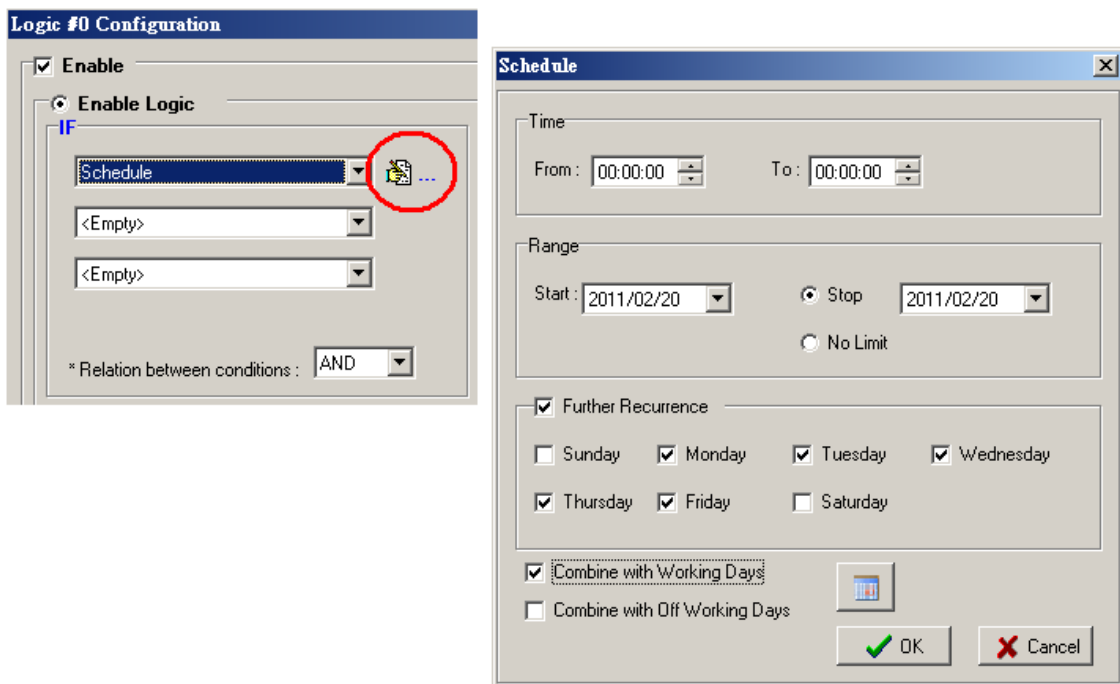 Logic #0 Configuration
Enable
Enable Logic
IF
Schedule
...
<Empty>
<Empty>
* Relation between conditions : AND
Schedule
Time
From : 00:00:00 To : 00:00:00
Range
Start : 2011/02/20 Stop 2011/02/20
No Limit
Further Recurrence
Sunday Monday Tuesday Wednesday
Thursday Friday Saturday
Combine with Working Days
Combine with Off Working Days
OK Cancel